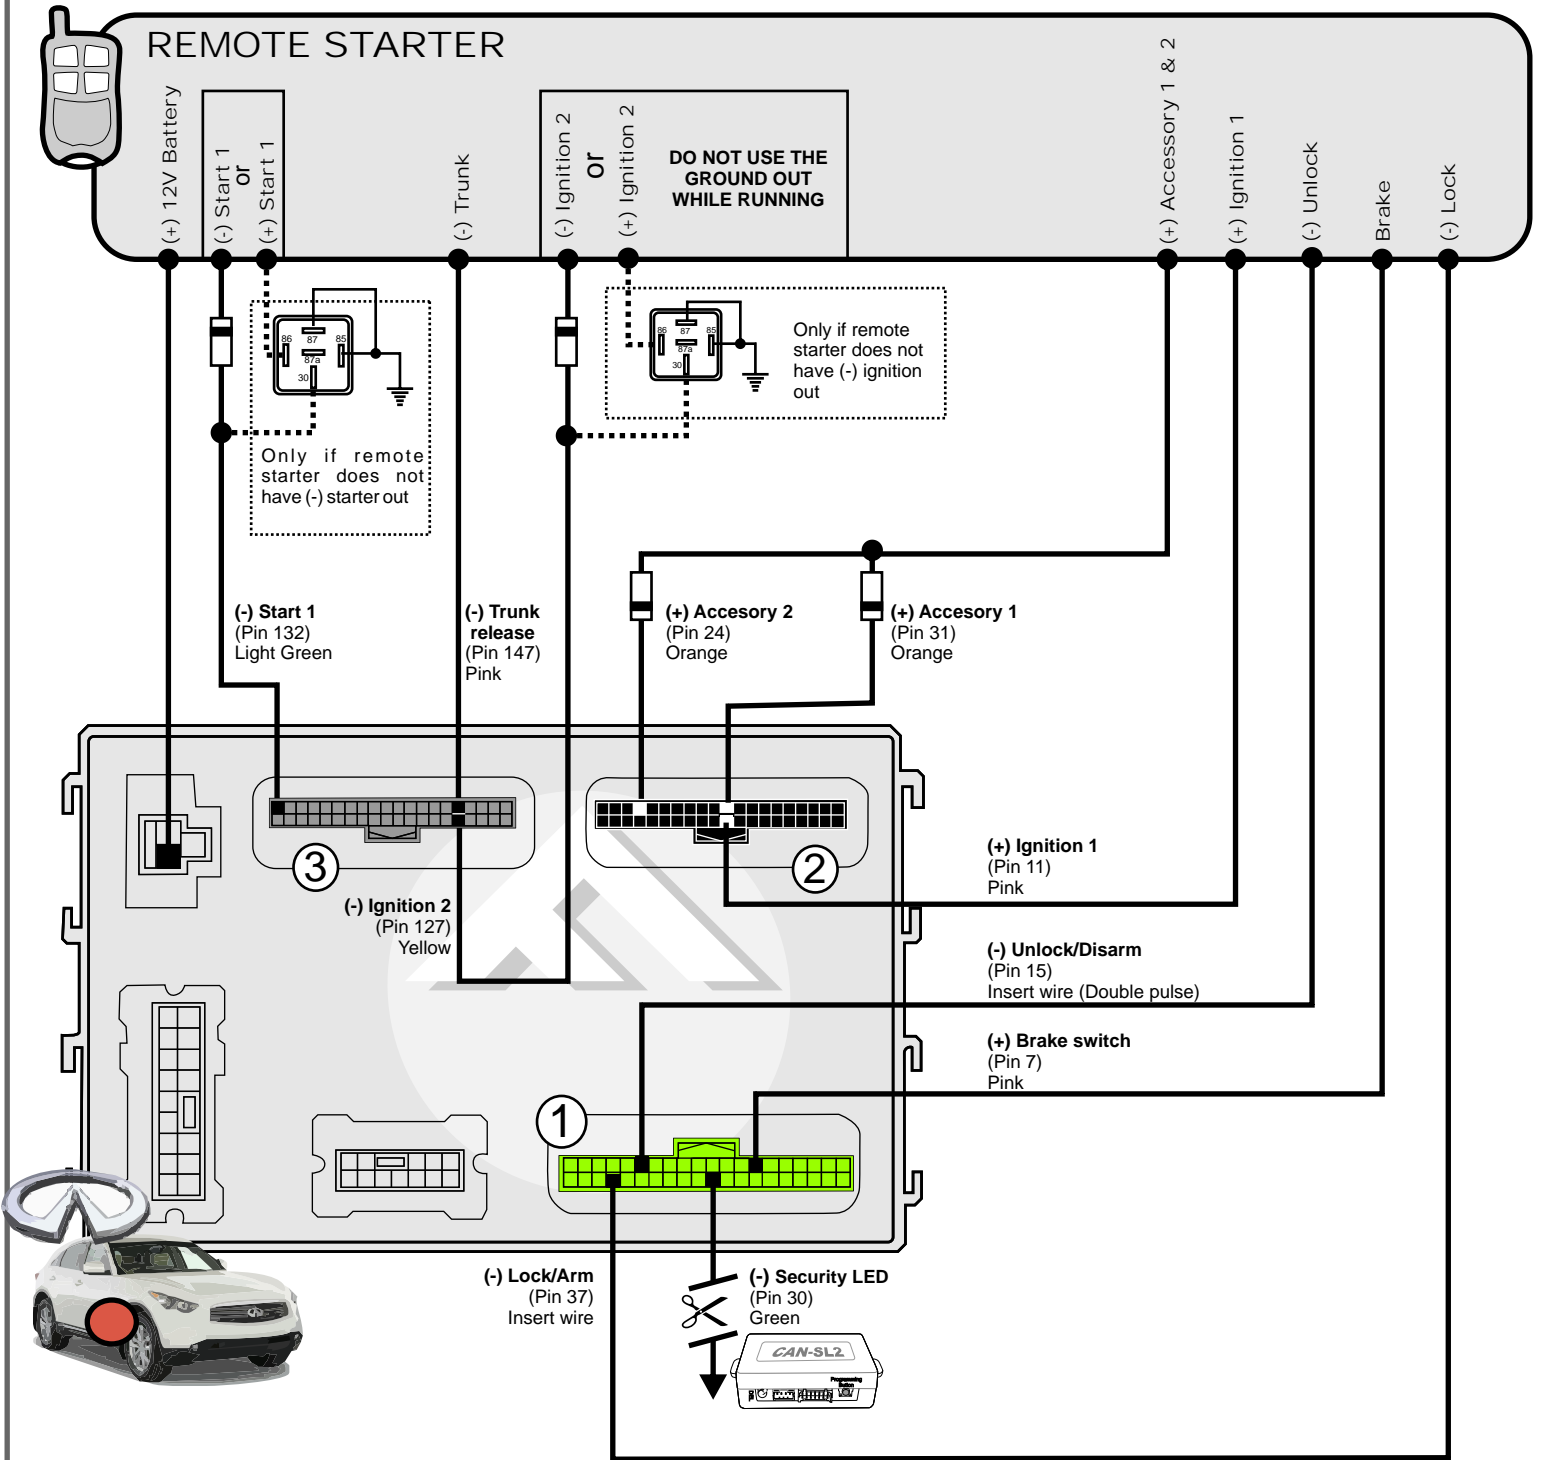 REMOTE STARTER
(+) 12V Battery
(-) Start 1
or
(+) Start 1
(-) Trunk
(-) Ignition 2
or
(+) Ignition 2
DO NOT USE THE
GROUND OUT
WHILE RUNNING
(+) Accessory 1 & 2
(+) Ignition 1
(-) Unlock
Brake
(-) Lock
86
87
85
87a
30
Only if remote
starter does not
have (-) starter out
86
87
85
87a
30
Only if remote
starter does not
have (-) ignition
out
(-) Start 1
(Pin 132)
Light Green
(-) Trunk
release
(Pin 147)
Pink
(+) Accesory 2
(Pin 24)
Orange
(+) Accesory 1
(Pin 31)
Orange
3
2
(-) Ignition 2
(Pin 127)
Yellow
(+) Ignition 1
(Pin 11)
Pink
(-) Unlock/Disarm
(Pin 15)
Insert wire (Double pulse)
(+) Brake switch
(Pin 7)
Pink
1
(-) Lock/Arm
(Pin 37)
Insert wire
(-) Security LED
(Pin 30)
Green
CAN-SL2
Programming
Button